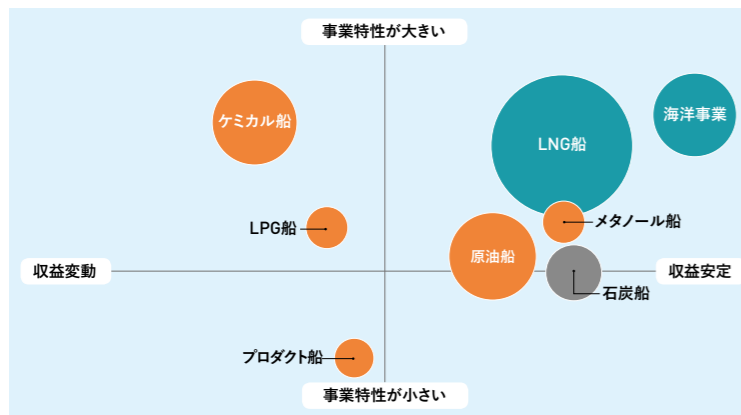 事業特性が大きい
ケミカル船
海洋事業
LNG船
LPG船
メタノール船
原油船
収益変動
収益安定
石炭船
プロダクト船
事業特性が小さい